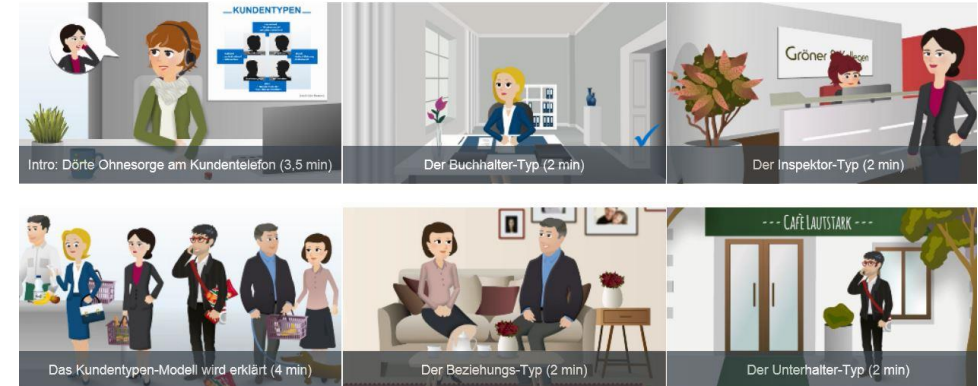 KUNDENTYPEN
Intro: Dörte Ohnesorge am Kundentelefon (3,5 min)
Der Buchhalter-Typ (2 min)
Gröner
Der Inspektor-Typ (2 min)
Das Kundentypen-Modell wird erklärt (4 min)
Der Beziehungs-Typ (2 min)
--- CAFÈ LAUTSTARK ---
Der Unterhalter-Typ (2 min)